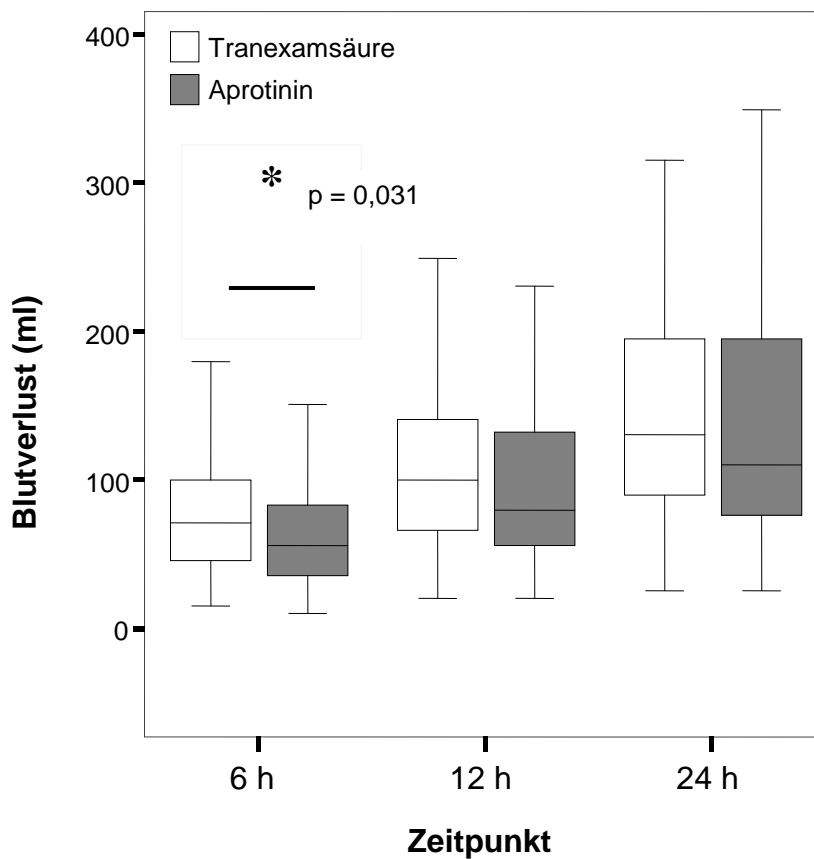 400
Tranexamsäure
Aprotinin
300
*
p = 0,031
200
100
0
Blutverlust (ml)
6 h
12 h
24 h
Zeitpunkt